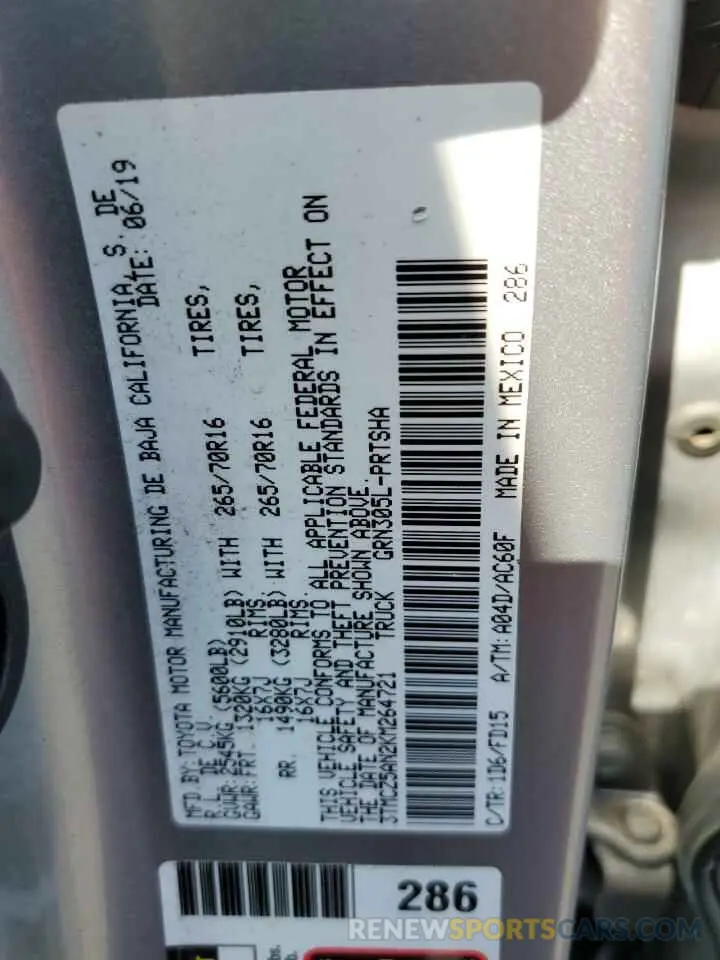 MFD BY: TOYOTA MOTOR MANUFACTURING DE BAJA CALIFORNIA, S. DE
R.L. DE C.V. DATE: 06/19
GVWR: 2545KG (5600LB)
GAWR: FRT. 1320KG (2910LB) WITH 265/70R16 TIRES,
16X7J RIMS.
RR. 1490KG (3280LB) WITH 265/70R16 TIRES,
16X7J RIMS.
THIS VEHICLE CONFORMS TO ALL APPLICABLE FEDERAL MOTOR
VEHICLE SAFETY AND THEFT PREVENTION STANDARDS IN EFFECT ON
THE DATE OF MANUFACTURE SHOWN ABOVE.
3TMCZ5AN2KM264721 TRUCK GRN305L-PRTSHA
C/TR: 1D6/FD15 A/TM: A04D/AC60F MADE IN MEXICO 286
286
RENEWSPORTSCARS.COM